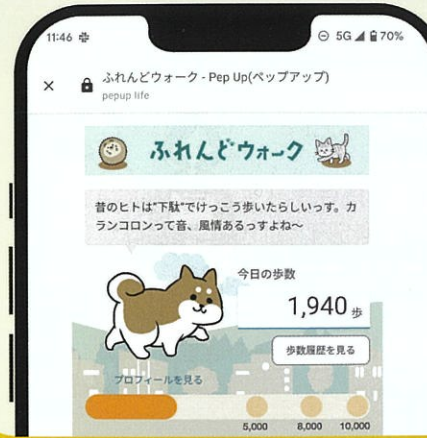 11:46
5G 70%
ふれんどウォーク - Pep Up(ペップアップ)
pepup life
ふれんどウォーク
昔のヒトは"下駄"でけっこう歩いたらしいっす。カ
ランコロンって音、風情あるっすよね～
今日の歩数
1,940 歩
歩数履歴を見る
プロフィールを見る
5,000 8,000 10,000